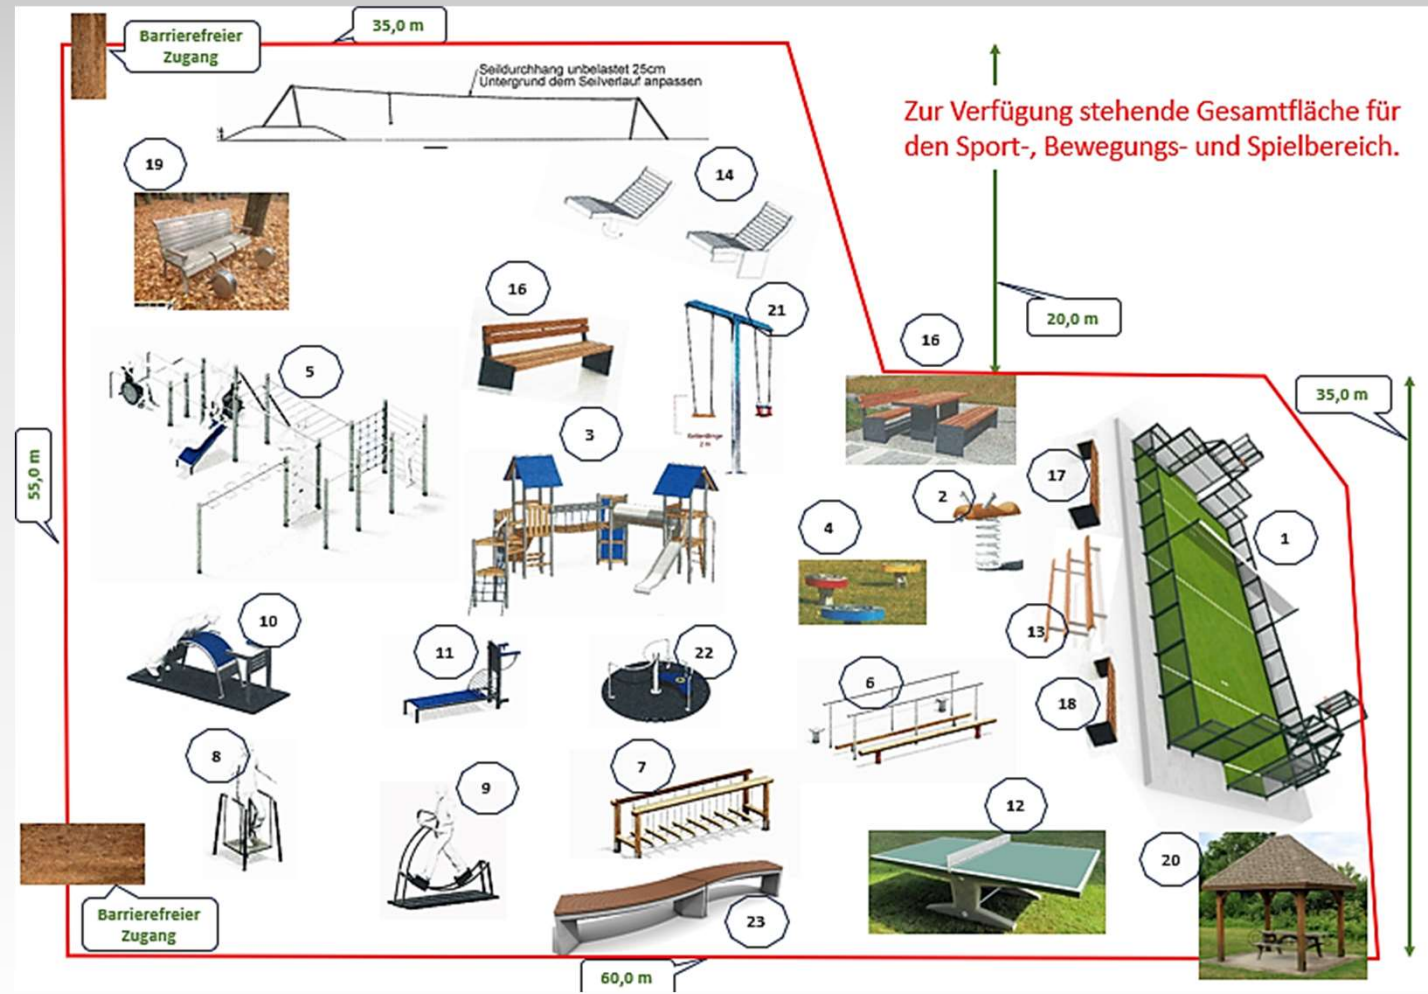 35,0 m
Barrierefreier
Zugang
Seildurchhang unbelastet 25cm
Untergrund dem Seilverlauf anpassen
Zur Verfügung stehende Gesamtfläche für
den Sport-, Bewegungs- und Spielbereich.
19
14
16
21
20,0 m
16
5
35,0 m
3
17
2
55,0 m
4
1
10
13
11
22
6
18
8
7
9
12
20
23
Barrierefreier
Zugang
60,0 m